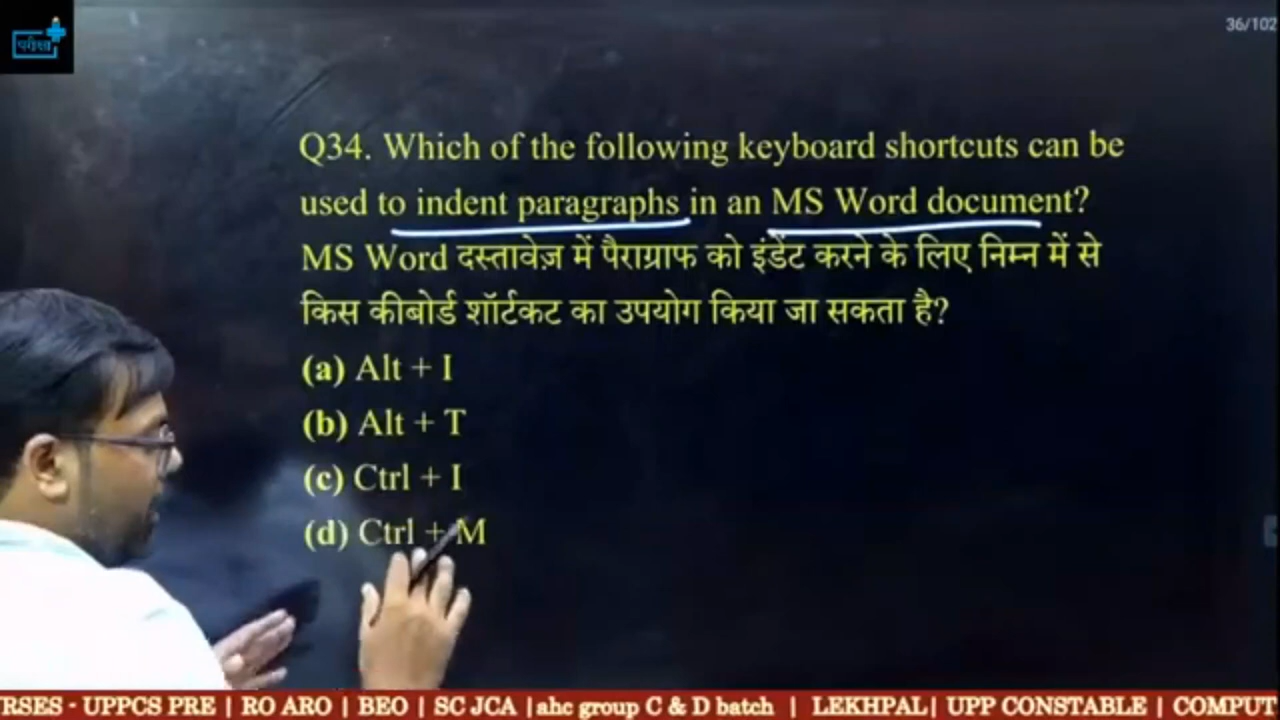 परीक्षा
36/102
Q34. Which of the following keyboard shortcuts can be
used to indent paragraphs in an MS Word document?
MS Word दस्तावेज़ में पैराग्राफ को इंडेंट करने के लिए निम्न में से
किस कीबोर्ड शॉर्टकट का उपयोग किया जा सकता है?
(a) Alt + I
(b) Alt + T
(c) Ctrl + I
(d) Ctrl + M
RSES - UPPCS PRE | RO ARO | BEO | SC JCA | ahc group C & D batch | LEKHPAL | UPP CONSTABLE | COMPUT